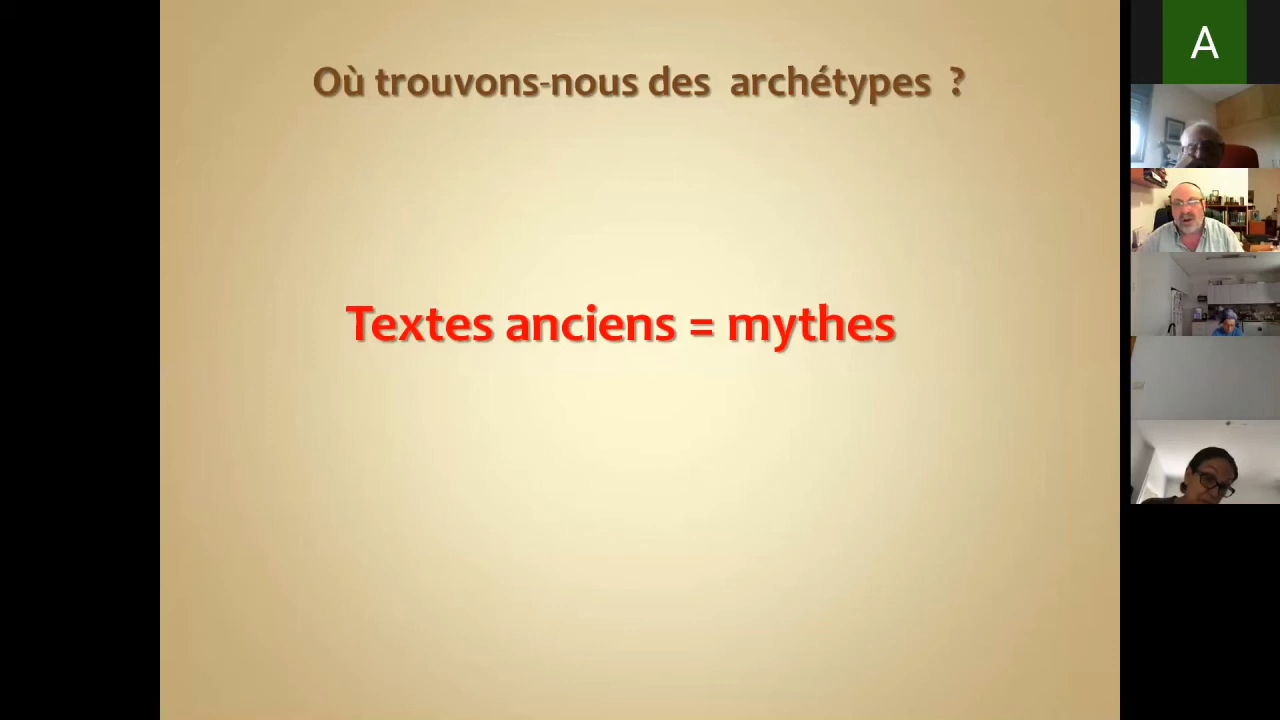 Où trouvons-nous des archétypes ?
Textes anciens = mythes
A